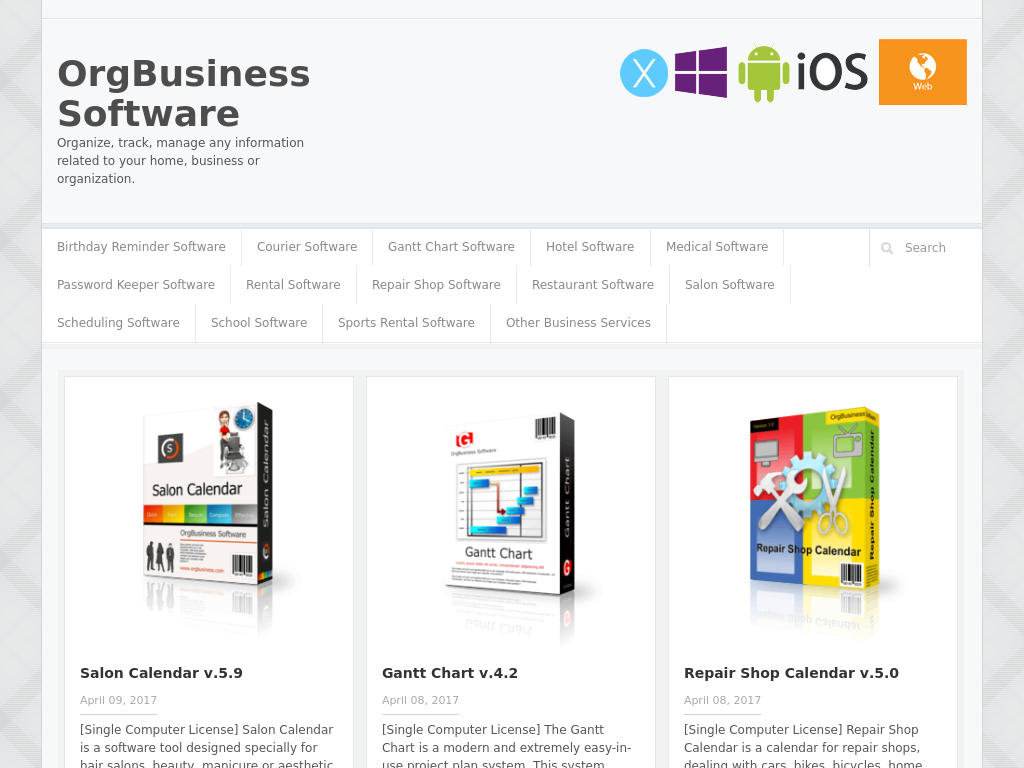 OrgBusiness
Software
Organize, track, manage any information
related to your home, business or
organization.
X
iOS
Web
Birthday Reminder Software
Courier Software
Gantt Chart Software
Hotel Software
Medical Software
Search
Password Keeper Software
Rental Software
Repair Shop Software
Restaurant Software
Salon Software
Scheduling Software
School Software
Sports Rental Software
Other Business Services
Salon Calendar
Salon Calendar
OrgBusiness Software
www.orgbusiness.com
OrgBusiness Software
Gantt Chart
Gantt Chart
Version 1.0
Repair Shop Calendar
Repair Shop Calendar
Salon Calendar v.5.9
April 09, 2017
[Single Computer License] Salon Calendar
is a software tool designed specially for
hair salons, beauty, manicure or aesthetic
Gantt Chart v.4.2
April 08, 2017
[Single Computer License] The Gantt
Chart is a modern and extremely easy-in-
use project plan system. This system
Repair Shop Calendar v.5.0
April 08, 2017
[Single Computer License] Repair Shop
Calendar is a calendar for repair shops,
dealing with cars, bikes, bicycles, home